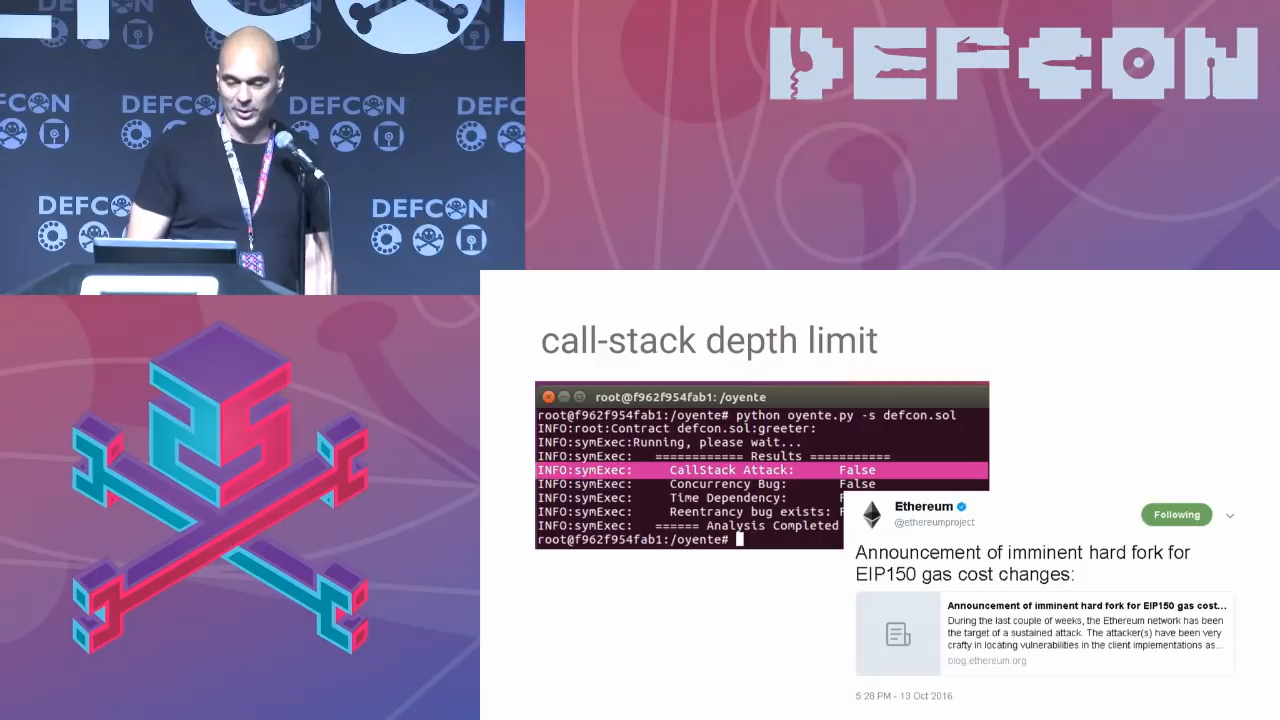 DEFCON
DEFCON
DEFCON
DEFCON
DEFCON
DEFCON
call-stack depth limit
root@f962f954fab1: /oyente
root@f962f954fab1:/oyente# python oyente.py -s defcon.sol
INFO:root:Contract defcon.sol:greeter:
INFO:symExec:Running, please wait...
INFO:symExec: ============ Results ===========
INFO:symExec: CallStack Attack: False
INFO:symExec: Concurrency Bug: False
INFO:symExec: Time Dependency:
INFO:symExec: Reentrancy bug exists:
INFO:symExec: ====== Analysis Completed
root@f962f954fab1:/oyente#
Ethereum
@ethereumproject
Following
Announcement of imminent hard fork for
EIP150 gas cost changes:
Announcement of imminent hard fork for EIP150 gas cost...
During the last couple of weeks, the Ethereum network has been
the target of a sustained attack. The attacker(s) have been very
crafty in locating vulnerabilities in the client implementations as...
blog.ethereum.org
5:28 PM - 13 Oct 2016